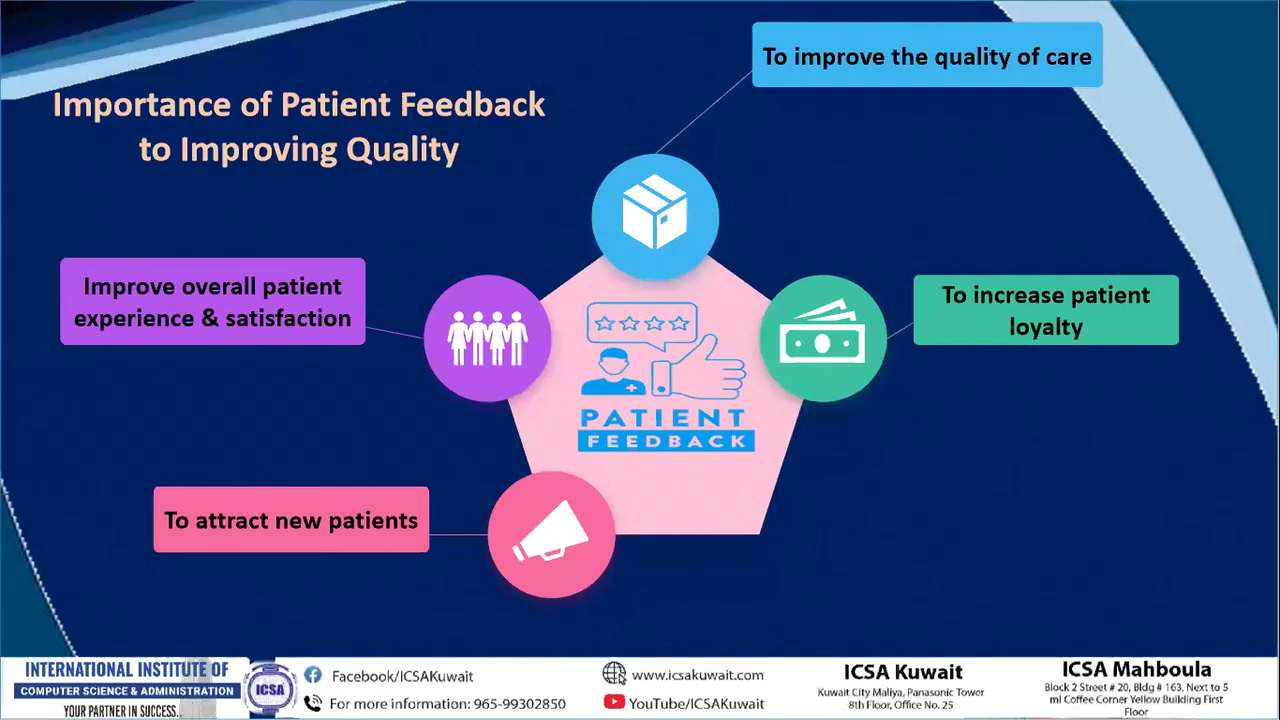 To improve the quality of care
Importance of Patient Feedback
to Improving Quality
Improve overall patient
experience & satisfaction
To increase patient
loyalty
PATIENT
FEEDBACK
To attract new patients
INTERNATIONAL INSTITUTE OF
COMPUTER SCIENCE & ADMINISTRATION
YOUR PARTNER IN SUCCESS..
ICSA
Facebook/ICSAKuwait
For more information: 965-99302850
www.icsakuwait.com
YouTube/ICSAKuwait
ICSA Kuwait
Kuwait City Maliya, Panasonic Tower
8th Floor, Office No. 25
ICSA Mahboula
Block 2 Street # 20, Bldg # 163, Next to 5
ml Coffee Corner Yellow Building First
Floor